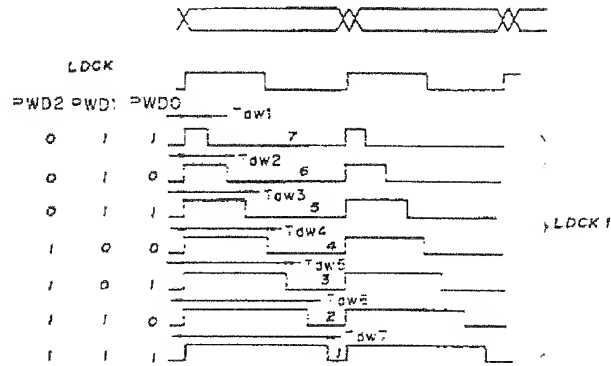 LDCK
PWD2 PWD1 PWD0
Tdw1
0 1 1 7
Tdw2
0 1 0 6
Tdw3
0 1 1 5
Tdw4
1 0 0 4
Tdw5
1 0 1 3
Tdw6
1 1 0 2
Tdw7
1 1 1 1
LDCK1